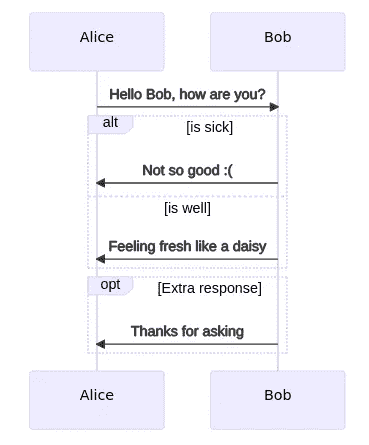 Alice Bob
Hello Bob, how are you?
alt [is sick]
Not so good :(
[is well]
Feeling fresh like a daisy
opt [Extra response]
Thanks for asking
Alice Bob